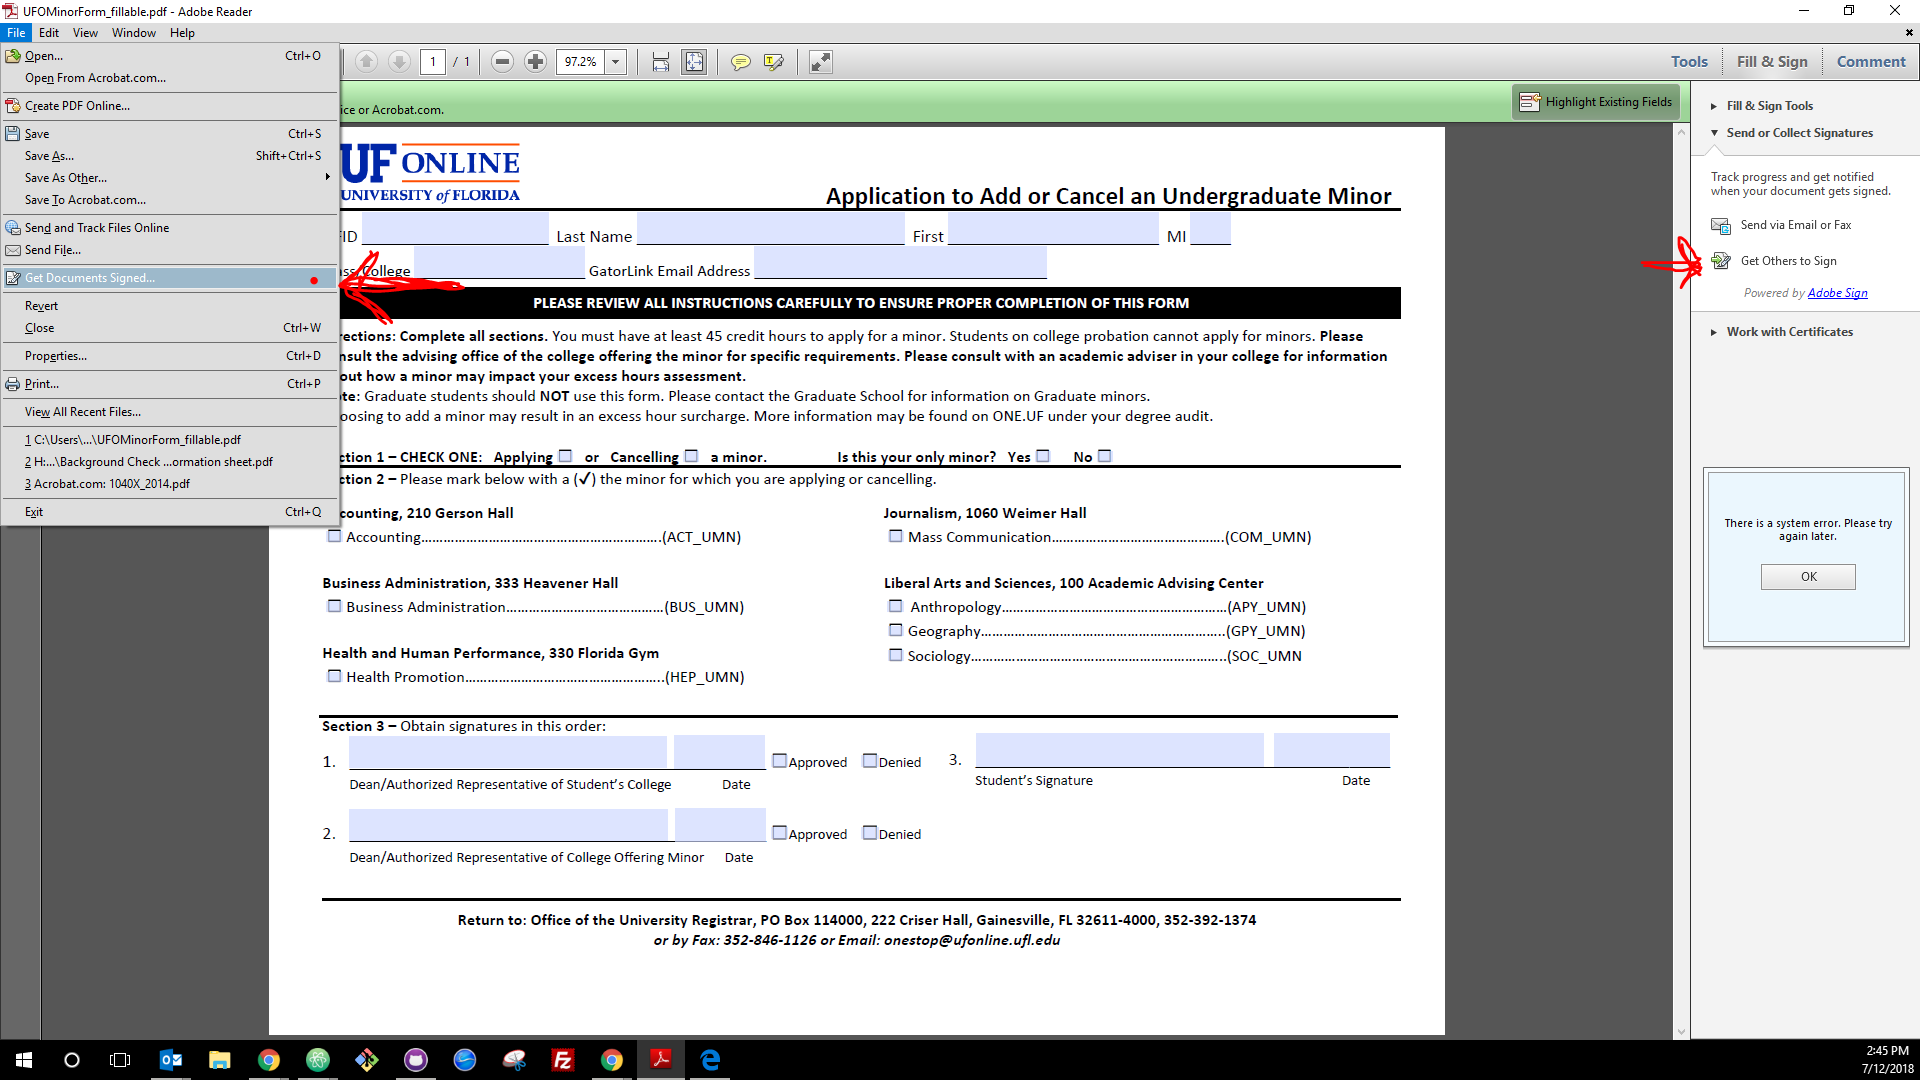 UFOMinorForm_fillable.pdf - Adobe Reader
File Edit View Window Help
Open... Ctrl+O
Open From Acrobat.com...
Create PDF Online...
Save Ctrl+S
Save As... Shift+Ctrl+S
Save As Other...
Save To Acrobat.com...
Send and Track Files Online
Send File...
Get Documents Signed...
Revert
Close Ctrl+W
Properties... Ctrl+D
Print... Ctrl+P
View All Recent Files...
1 C:\Users\...\UFOMinorForm_fillable.pdf
2 H:...\Background Check ...ormation sheet.pdf
3 Acrobat.com: 1040X_2014.pdf
Exit Ctrl+Q
1 / 1 97.2%
Tools Fill & Sign Comment
ice or Acrobat.com.
Highlight Existing Fields
UF ONLINE
UNIVERSITY of FLORIDA
Application to Add or Cancel an Undergraduate Minor
ID Last Name First MI
ass College GatorLink Email Address
PLEASE REVIEW ALL INSTRUCTIONS CAREFULLY TO ENSURE PROPER COMPLETION OF THIS FORM
rections: Complete all sections. You must have at least 45 credit hours to apply for a minor. Students on college probation cannot apply for minors. Please
nsult the advising office of the college offering the minor for specific requirements. Please consult with an academic adviser in your college for information
out how a minor may impact your excess hours assessment.
te: Graduate students should NOT use this form. Please contact the Graduate School for information on Graduate minors.
oosing to add a minor may result in an excess hour surcharge. More information may be found on ONE.UF under your degree audit.
ction 1 – CHECK ONE: Applying or Cancelling a minor. Is this your only minor? Yes No
ction 2 – Please mark below with a (✓) the minor for which you are applying or cancelling.
counting, 210 Gerson Hall
Accounting……………………………………………………….(ACT_UMN)
Business Administration, 333 Heavener Hall
Business Administration……………………………………(BUS_UMN)
Health and Human Performance, 330 Florida Gym
Health Promotion……………………………………………..(HEP_UMN)
Journalism, 1060 Weimer Hall
Mass Communication……………………………………….(COM_UMN)
Liberal Arts and Sciences, 100 Academic Advising Center
Anthropology……………………………………………………(APY_UMN)
Geography………………………………………………………..(GPY_UMN)
Sociology…………………………………………………………..(SOC_UMN
Section 3 – Obtain signatures in this order:
1. Approved Denied 3.
Dean/Authorized Representative of Student's College Date Student's Signature Date
2. Approved Denied
Dean/Authorized Representative of College Offering Minor Date
Return to: Office of the University Registrar, PO Box 114000, 222 Criser Hall, Gainesville, FL 32611-4000, 352-392-1374
or by Fax: 352-846-1126 or Email: onestop@ufonline.ufl.edu
Fill & Sign Tools
Send or Collect Signatures
Track progress and get notified
when your document gets signed.
Send via Email or Fax
Get Others to Sign
Powered by Adobe Sign
Work with Certificates
There is a system error. Please try
again later.
OK
2:45 PM
7/12/2018